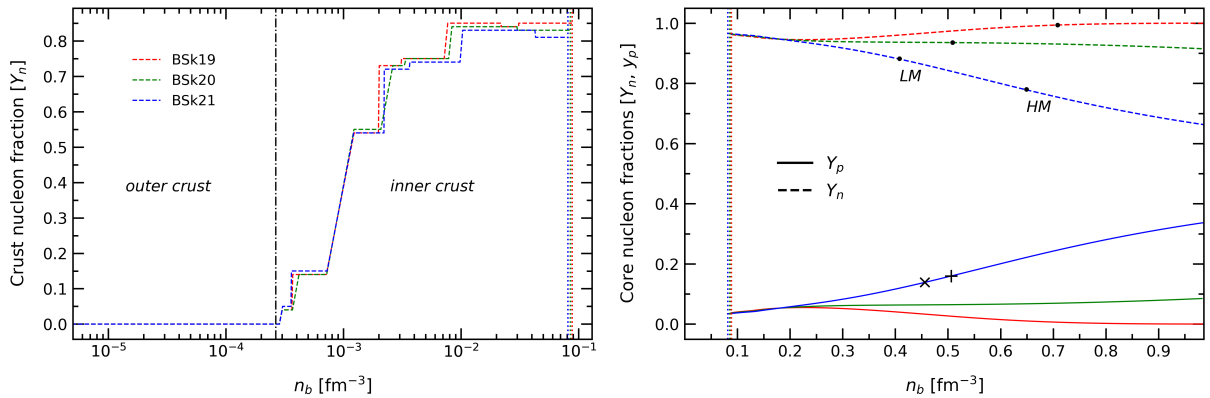 Crust nucleon fraction [Yₙ]
0.8
0.7
0.6
0.5
0.4
0.3
0.2
0.1
0.0
BSk19
BSk20
BSk21
outer crust
inner crust
10⁻⁵
10⁻⁴
10⁻³
10⁻²
10⁻¹
n_b [fm⁻³]
Core nucleon fractions [Yₙ, yₚ]
1.0
0.8
0.6
0.4
0.2
0.0
LM
HM
Yₚ
Yₙ
0.1
0.2
0.3
0.4
0.5
0.6
0.7
0.8
0.9
n_b [fm⁻³]